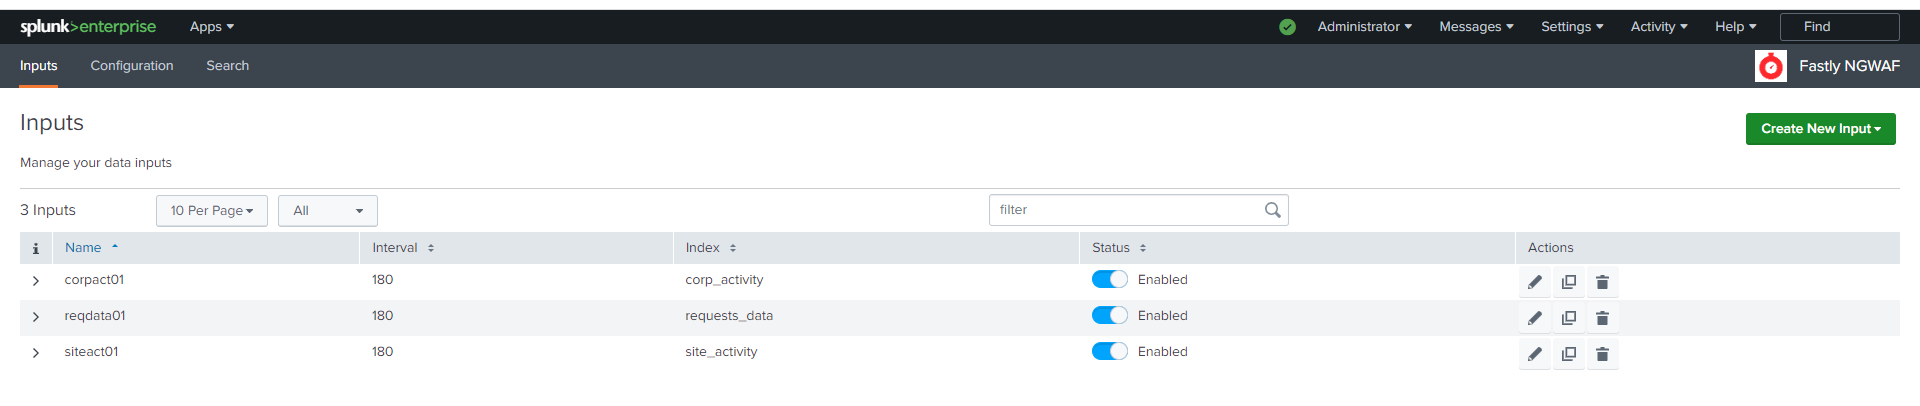 splunk>enterprise Apps Administrator Messages Settings Activity Help Find
Inputs Configuration Search Fastly NGWAF
Inputs
Create New Input
Manage your data inputs
3 Inputs 10 Per Page All filter
i Name Interval Index Status Actions
corpact01 180 corp_activity Enabled
reqdata01 180 requests_data Enabled
siteact01 180 site_activity Enabled